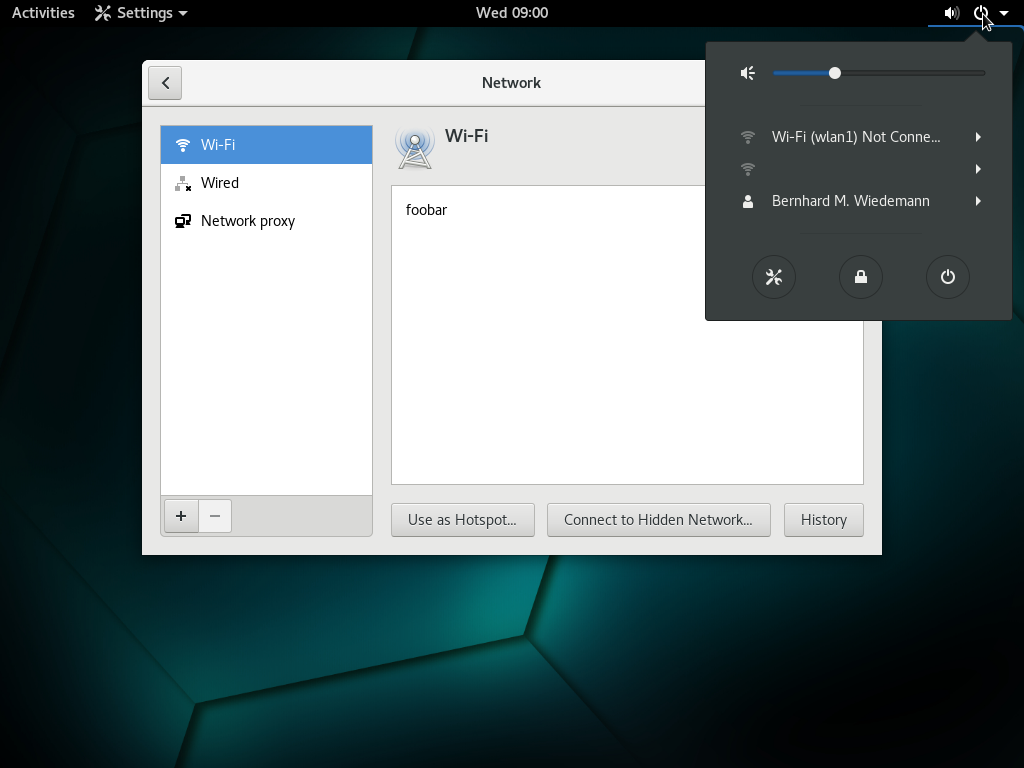 Activities
Settings
Wed 09:00
Network
Wi-Fi
Wired
Network proxy
Wi-Fi
foobar
Use as Hotspot...
Connect to Hidden Network...
History
Wi-Fi (wlan1) Not Conne...
Bernhard M. Wiedemann